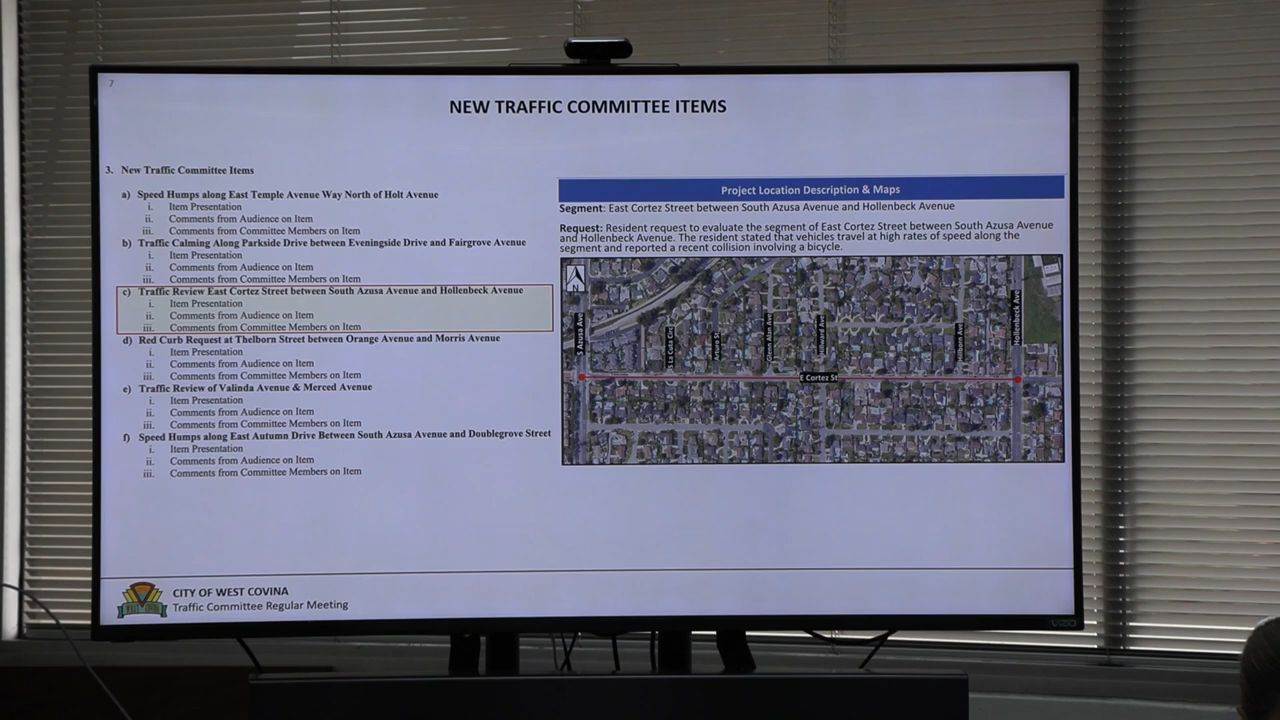 7
NEW TRAFFIC COMMITTEE ITEMS
3. New Traffic Committee Items
a) Speed Humps along East Temple Avenue Way North of Holt Avenue
i. Item Presentation
ii. Comments from Audience on Item
iii. Comments from Committee Members on Item
b) Traffic Calming Along Parkside Drive between Eveningside Drive and Fairgrove Avenue
i. Item Presentation
ii. Comments from Audience on Item
iii. Comments from Committee Members on Item
c) Traffic Review East Cortez Street between South Azusa Avenue and Hollenbeck Avenue
i. Item Presentation
ii. Comments from Audience on Item
iii. Comments from Committee Members on Item
d) Red Curb Request at Thelborn Street between Orange Avenue and Morris Avenue
i. Item Presentation
ii. Comments from Audience on Item
iii. Comments from Committee Members on Item
e) Traffic Review of Valinda Avenue & Merced Avenue
i. Item Presentation
ii. Comments from Audience on Item
iii. Comments from Committee Members on Item
f) Speed Humps along East Autumn Drive Between South Azusa Avenue and Doublegrove Street
i. Item Presentation
ii. Comments from Audience on Item
iii. Comments from Committee Members on Item
Project Location Description & Maps
Segment: East Cortez Street between South Azusa Avenue and Hollenbeck Avenue
Request: Resident request to evaluate the segment of East Cortez Street between South Azusa Avenue
and Hollenbeck Avenue. The resident stated that vehicles travel at high rates of speed along the
segment and reported a recent collision involving a bicycle.
N
S Azusa Ave
Hollenbeck Ave
E Cortez St
CITY OF WEST COVINA
Traffic Committee Regular Meeting
VIZIO